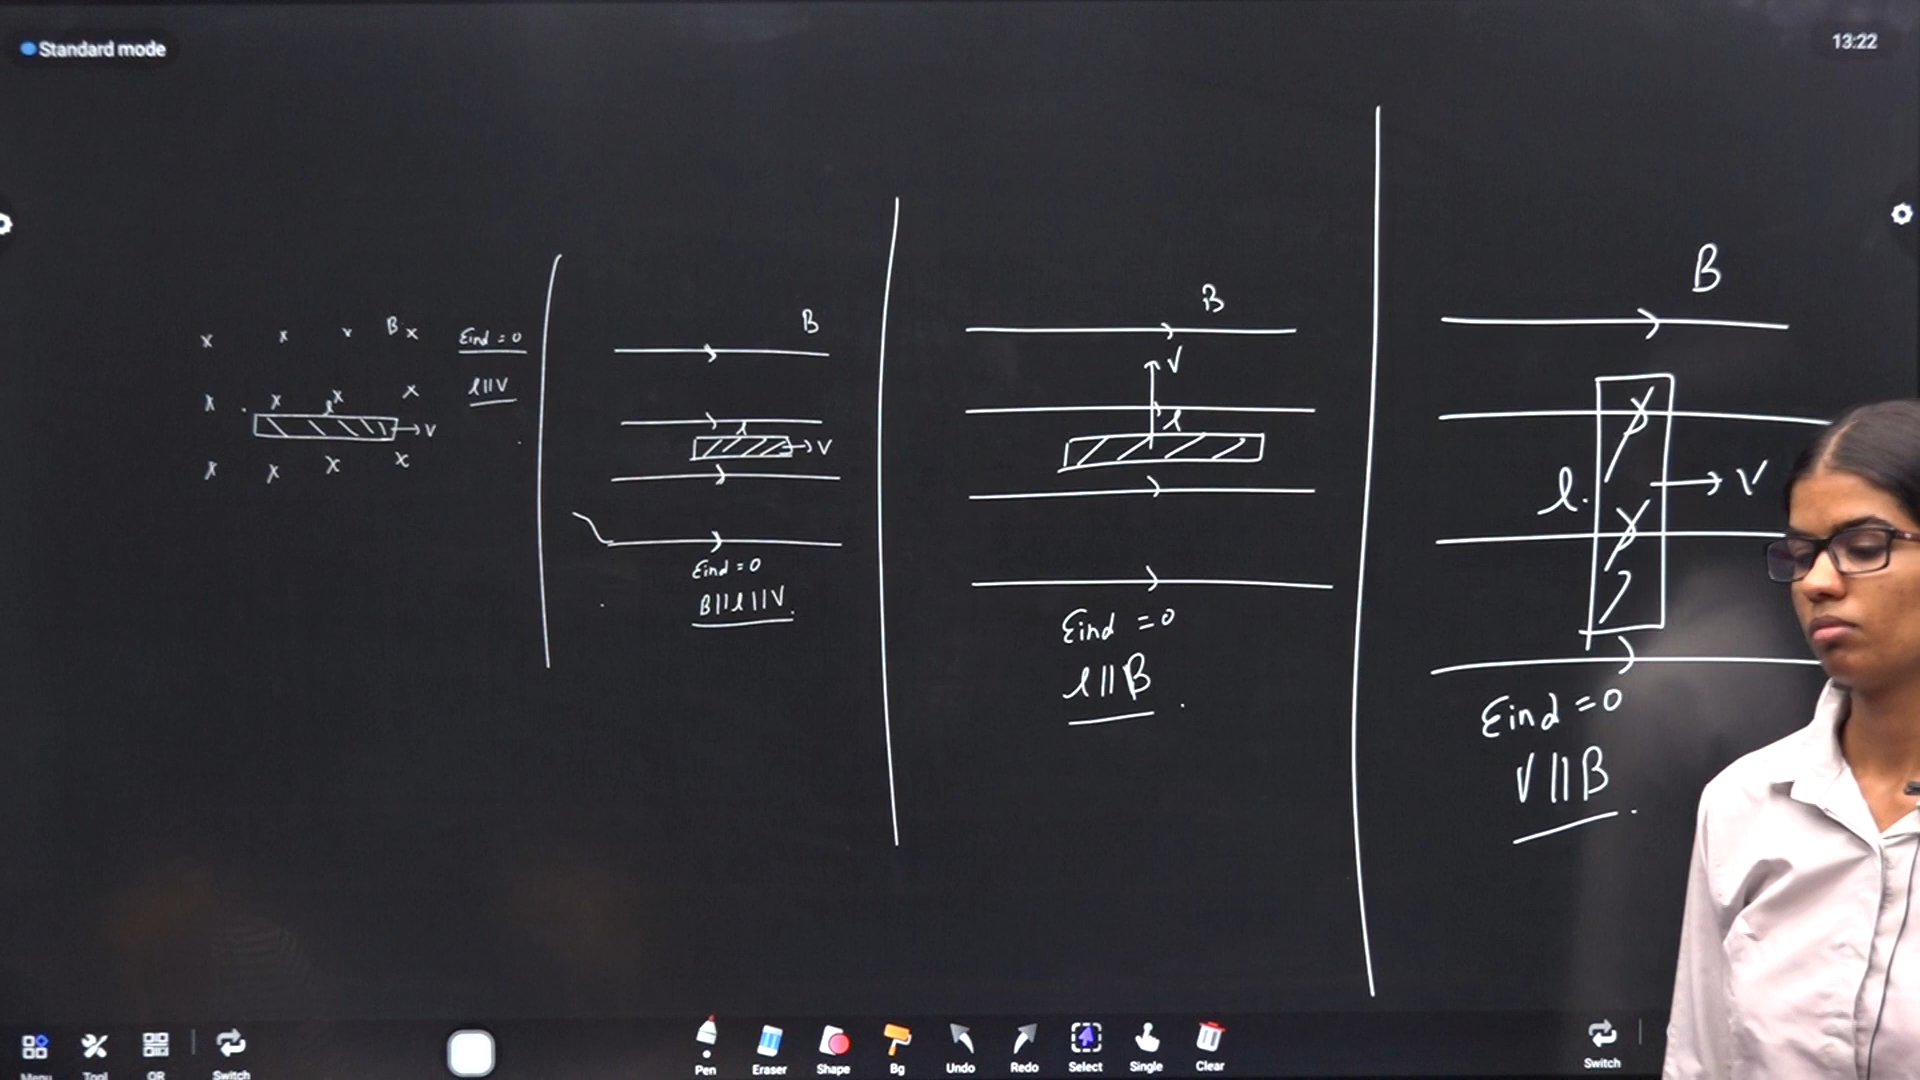 Standard mode
13:22
x x x B x
Eind = 0
x x l x x
l || V
V
x x x x
B
l
V
Eind = 0
B || l || V
B
V
l
Eind = 0
l || B
B
l
V
Eind = 0
V || B
Menu
Tool
QR
Switch
Pen
Eraser
Shape
Bg
Undo
Redo
Select
Single
Clear
Switch